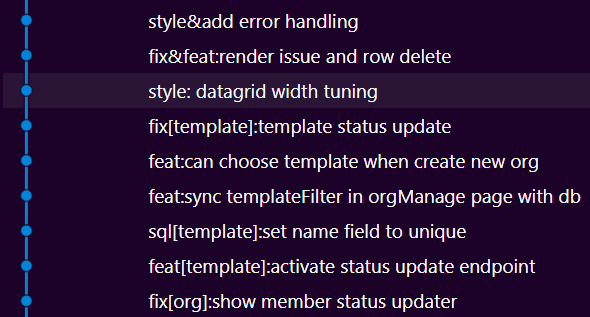 style&add error handling
fix&feat:render issue and row delete
style: datagrid width tuning
fix[template]:template status update
feat:can choose template when create new org
feat:sync templateFilter in orgManage page with db
sql[template]:set name field to unique
feat[template]:activate status update endpoint
fix[org]:show member status updater